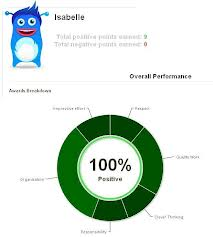 Isabelle
Total positive points earned: 9
Total negative points earned: 0
Overall Performance
Awards Breakdown
Impressive effort
Respect
Quality Work
Organisation
100%
Positive
Clever Thinking
Responsibility